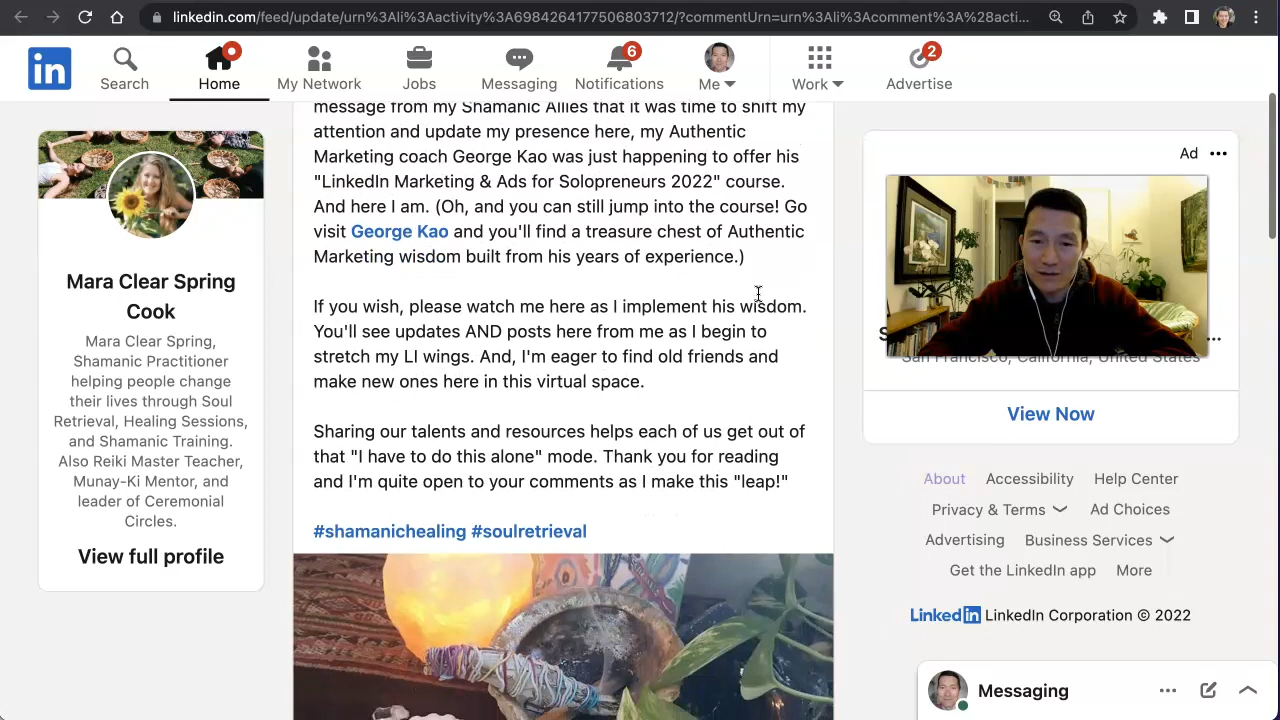 linkedin.com/feed/update/urn%3Ali%3Aactivity%3A6984264177506803712/?commentUrn=urn%3Ali%3Acomment%3A%28acti...
in
Search
Home
My Network
Jobs
Messaging
6
Notifications
Me
Work
2
Advertise
Mara Clear Spring
Cook
Mara Clear Spring,
Shamanic Practitioner
helping people change
their lives through Soul
Retrieval, Healing Sessions,
and Shamanic Training.
Also Reiki Master Teacher,
Munay-Ki Mentor, and
leader of Ceremonial
Circles.
View full profile
message from my Shamanic Allies that it was time to shift my
attention and update my presence here, my Authentic
Marketing coach George Kao was just happening to offer his
"LinkedIn Marketing & Ads for Solopreneurs 2022" course.
And here I am. (Oh, and you can still jump into the course! Go
visit George Kao and you'll find a treasure chest of Authentic
Marketing wisdom built from his years of experience.)
If you wish, please watch me here as I implement his wisdom.
You'll see updates AND posts here from me as I begin to
stretch my LI wings. And, I'm eager to find old friends and
make new ones here in this virtual space.
Sharing our talents and resources helps each of us get out of
that "I have to do this alone" mode. Thank you for reading
and I'm quite open to your comments as I make this "leap!"
#shamanichealing #soulretrieval
Ad
San Francisco, California, United States
View Now
About Accessibility Help Center
Privacy & Terms Ad Choices
Advertising Business Services
Get the LinkedIn app More
LinkedIn LinkedIn Corporation © 2022
Messaging